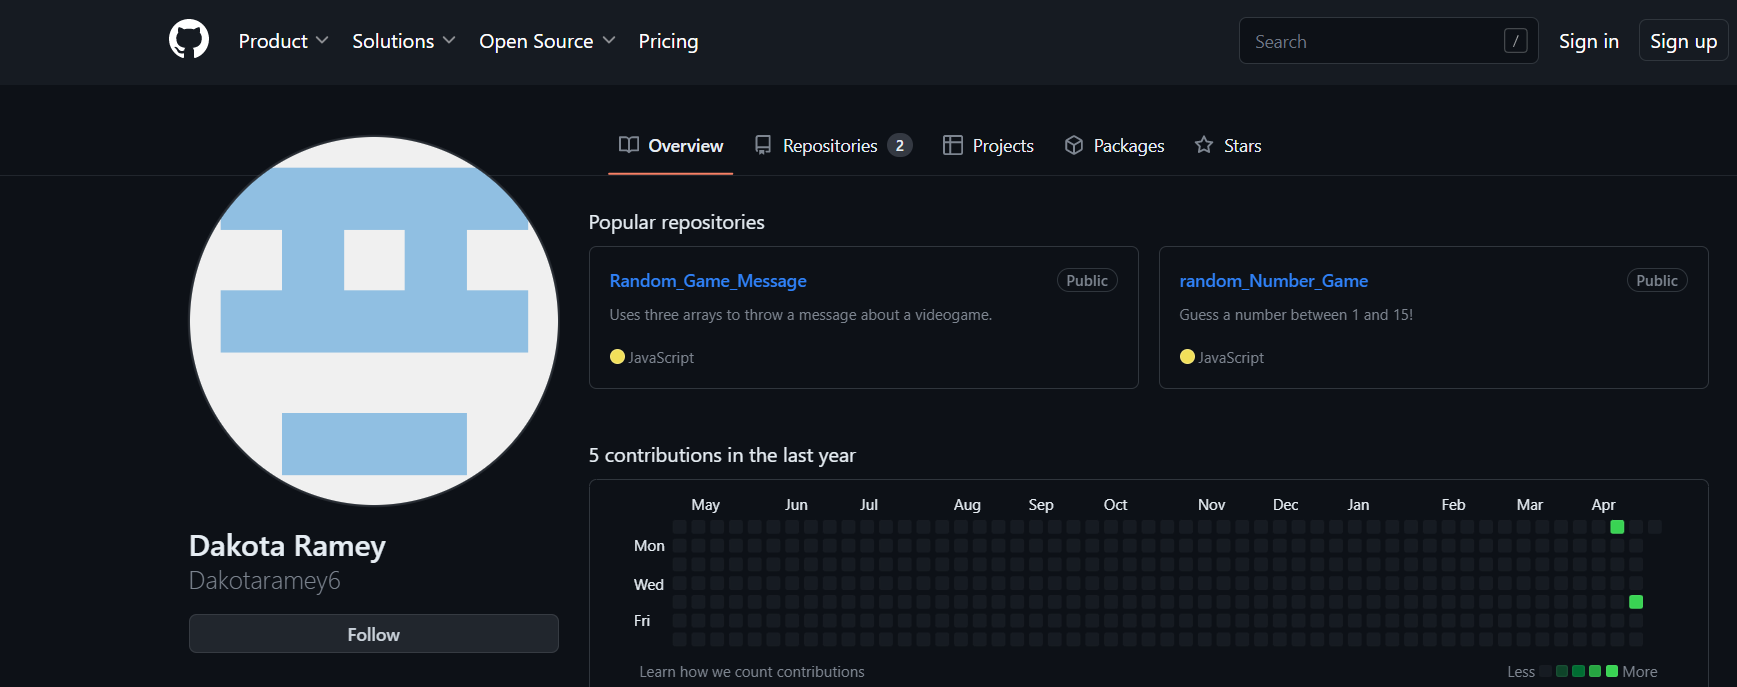 Product Solutions Open Source Pricing Search / Sign in Sign up
Overview Repositories 2 Projects Packages Stars
Popular repositories
Random_Game_Message Public
Uses three arrays to throw a message about a videogame.
JavaScript
random_Number_Game Public
Guess a number between 1 and 15!
JavaScript
5 contributions in the last year
May Jun Jul Aug Sep Oct Nov Dec Jan Feb Mar Apr
Mon
Wed
Fri
Learn how we count contributions
Less More
Dakota Ramey
Dakotaramey6
Follow